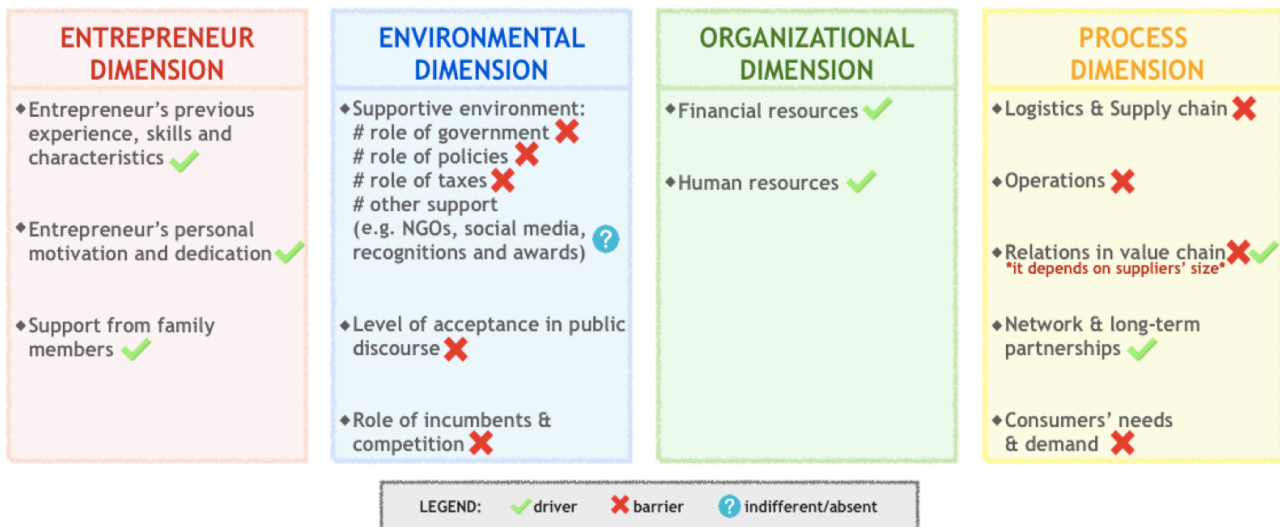 ENTREPRENEUR
DIMENSION
◆Entrepreneur's previous
experience, skills and
characteristics ✓
◆Entrepreneur's personal
motivation and dedication ✓
◆Support from family
members ✓
ENVIRONMENTAL
DIMENSION
◆Supportive environment:
# role of government ✗
# role of policies ✗
# role of taxes ✗
# other support
(e.g. NGOs, social media,
recognitions and awards) ?
◆Level of acceptance in public
discourse ✗
◆Role of incumbents &
competition ✗
ORGANIZATIONAL
DIMENSION
◆Financial resources ✓
◆Human resources ✓
PROCESS
DIMENSION
◆Logistics & Supply chain ✗
◆Operations ✗
◆Relations in value chain ✗✓
*it depends on suppliers' size*
◆Network & long-term
partnerships ✓
◆Consumers' needs
& demand ✗
LEGEND: ✓driver ✗barrier ? indifferent/absent